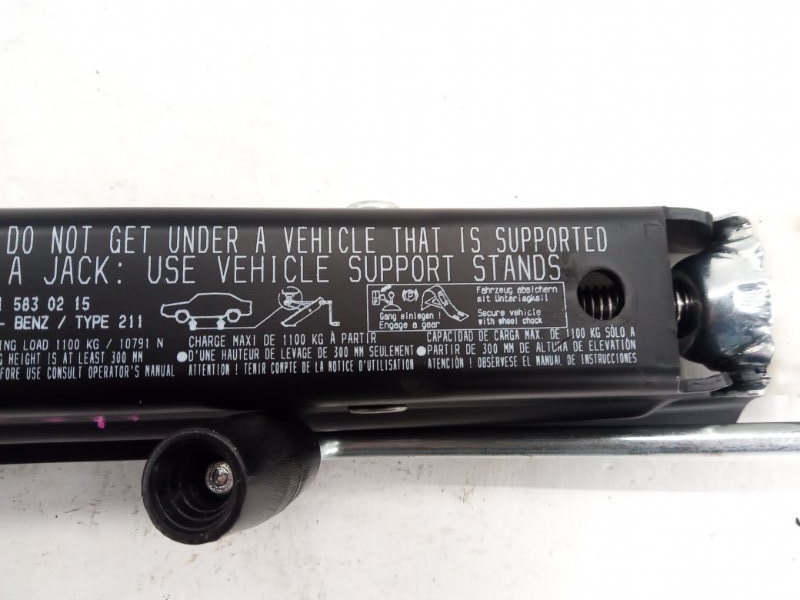 DO NOT GET UNDER A VEHICLE THAT IS SUPPORTED
A JACK: USE VEHICLE SUPPORT STANDS
583 02 15
- BENZ / TYPE 211
LOAD 1100 KG / 10791 N
HEIGHT IS AT LEAST 300 MM
USE CONSULT OPERATOR'S MANUAL
CHARGE MAXI DE 1100 KG À PARTIR
D'UNE HAUTEUR DE LEVAGE DE 300 MM SEULEMENT
ATTENTION ! TENIR COMPTE DE LA NOTICE D'UTILISATION
Gang einlegen !
Engage a gear
Fahrzeug absichern
mit Unterlegkeil
Secure vehicle
with wheel chock
CAPACIDAD DE CARGA MAX. DE 1100 KG SÓLO A
PARTIR DE 300 MM DE ALTURA DE ELEVACIÓN
ATENCIÓN ! OBSÉRVESE EL MANUAL DE INSTRUCCIONES